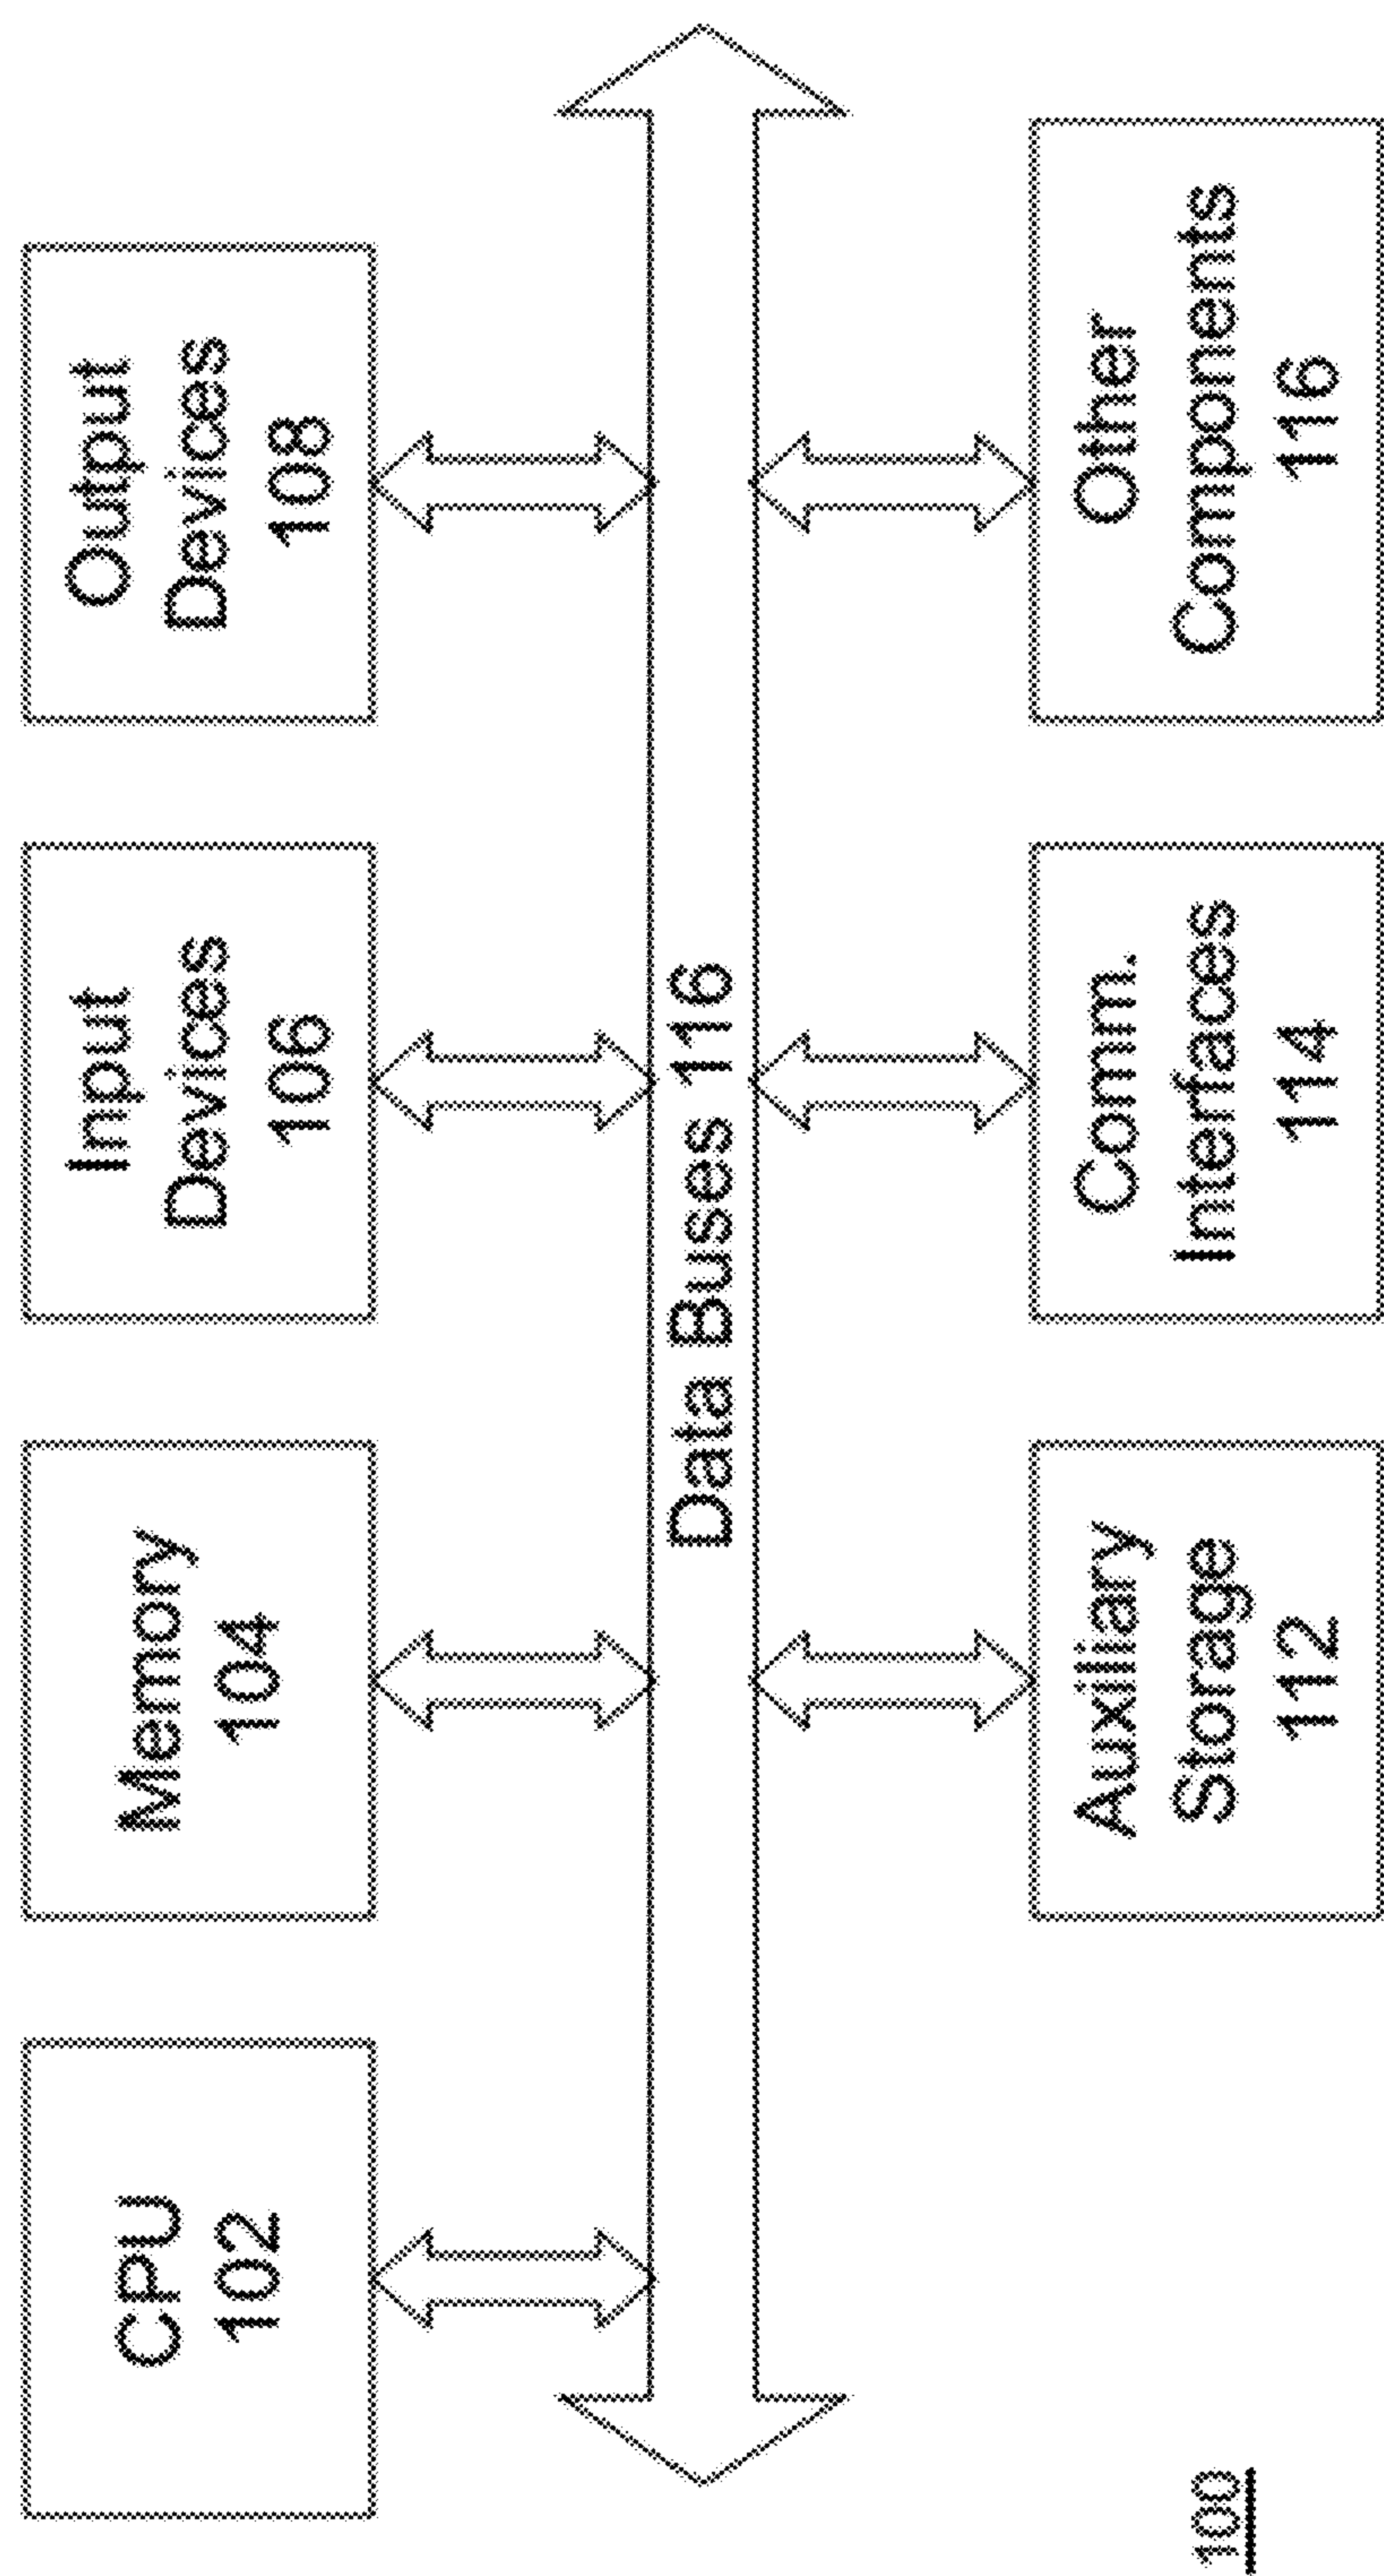 CPU
102
Memory
104
Input
Devices
106
Output
Devices
108
Data Buses 116
Auxiliary
Storage
112
Comm.
Interfaces
114
Other
Components
116
100